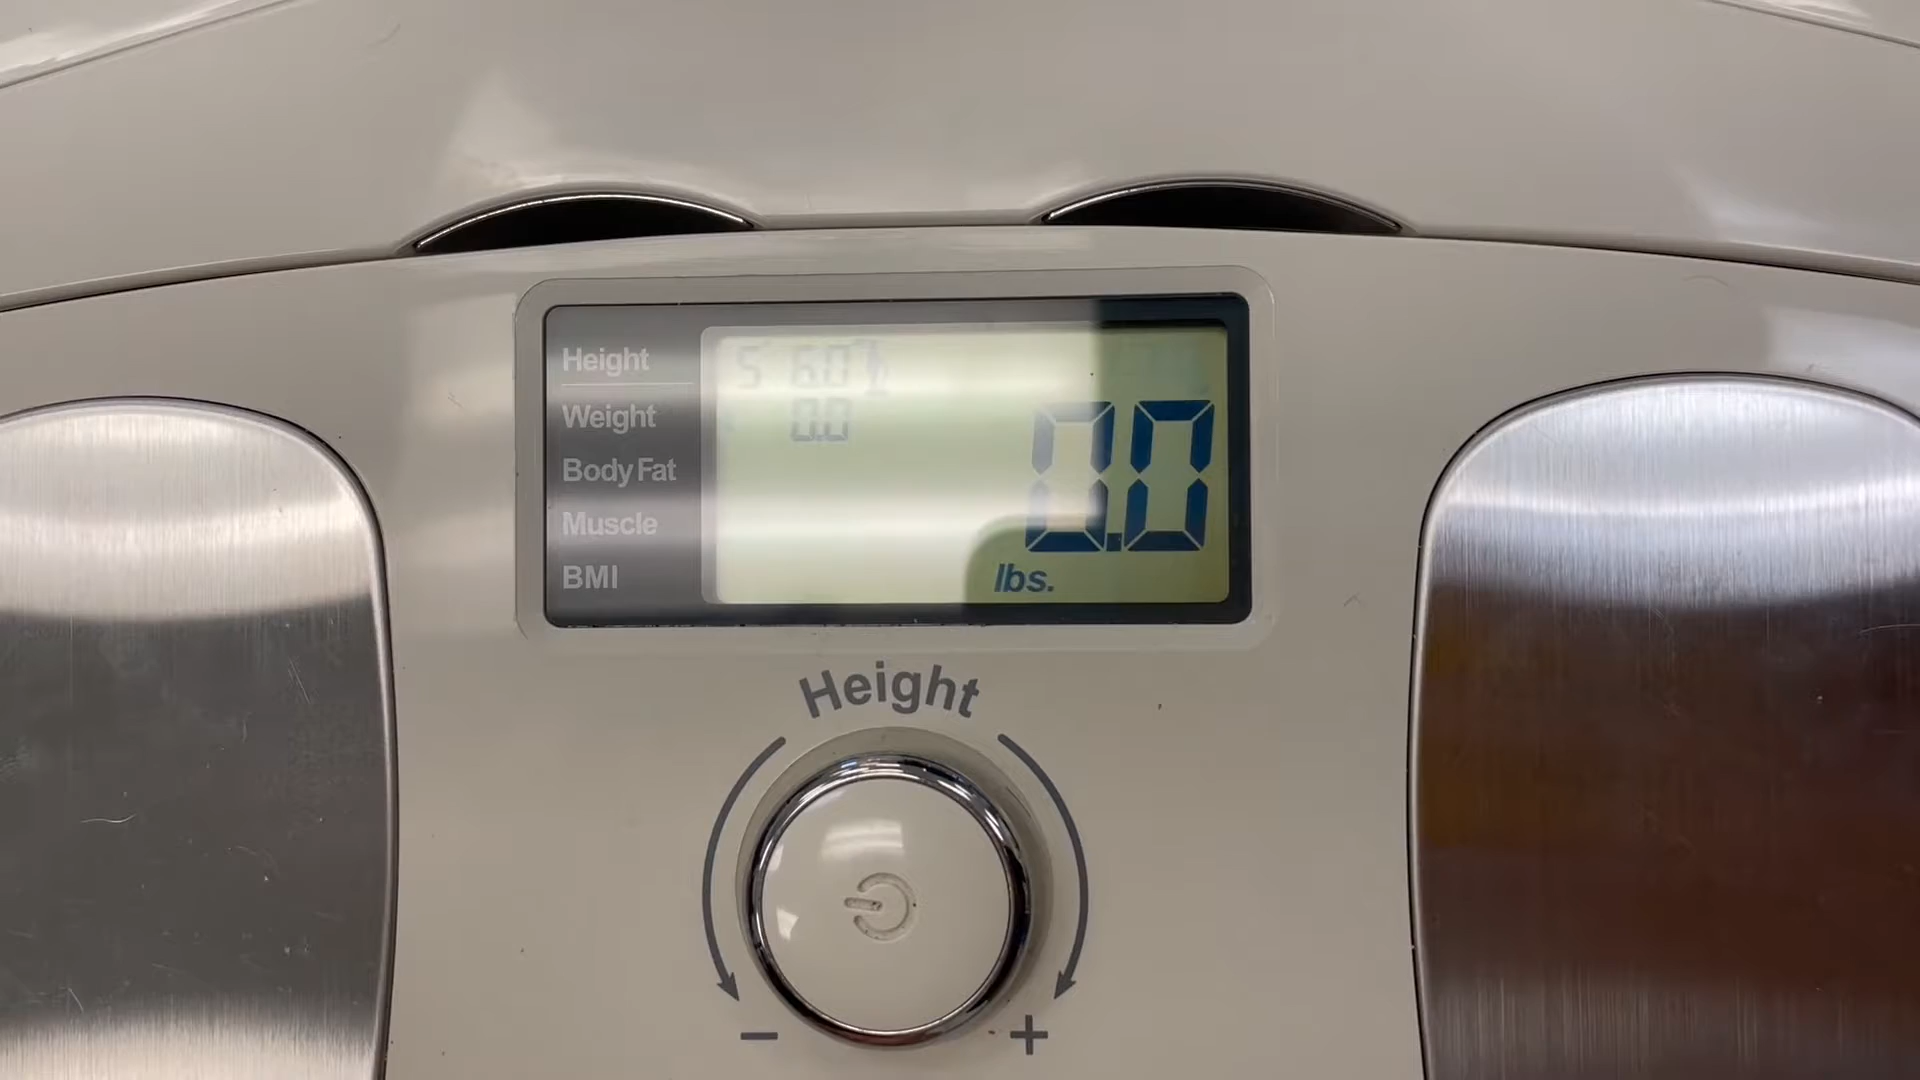 Height 5' 6.0"
Weight 0.0
Body Fat
Muscle
BMI
0.0
lbs.
Height
- +